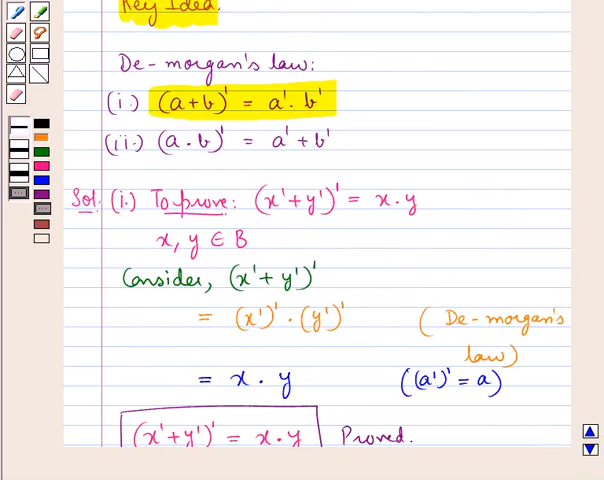 Key Idea.
De-morgan's law:
(i.) (a+b)' = a'. b'
(ii.) (a.b)' = a' + b'
Sol: (i.) To prove: (x'+y')' = x.y
x, y ∈ B
Consider, (x'+ y')'
= (x')' . (y')' ( De-morgan's
law)
= x . y ((a')' = a)
(x'+y')' = x.y Proved.